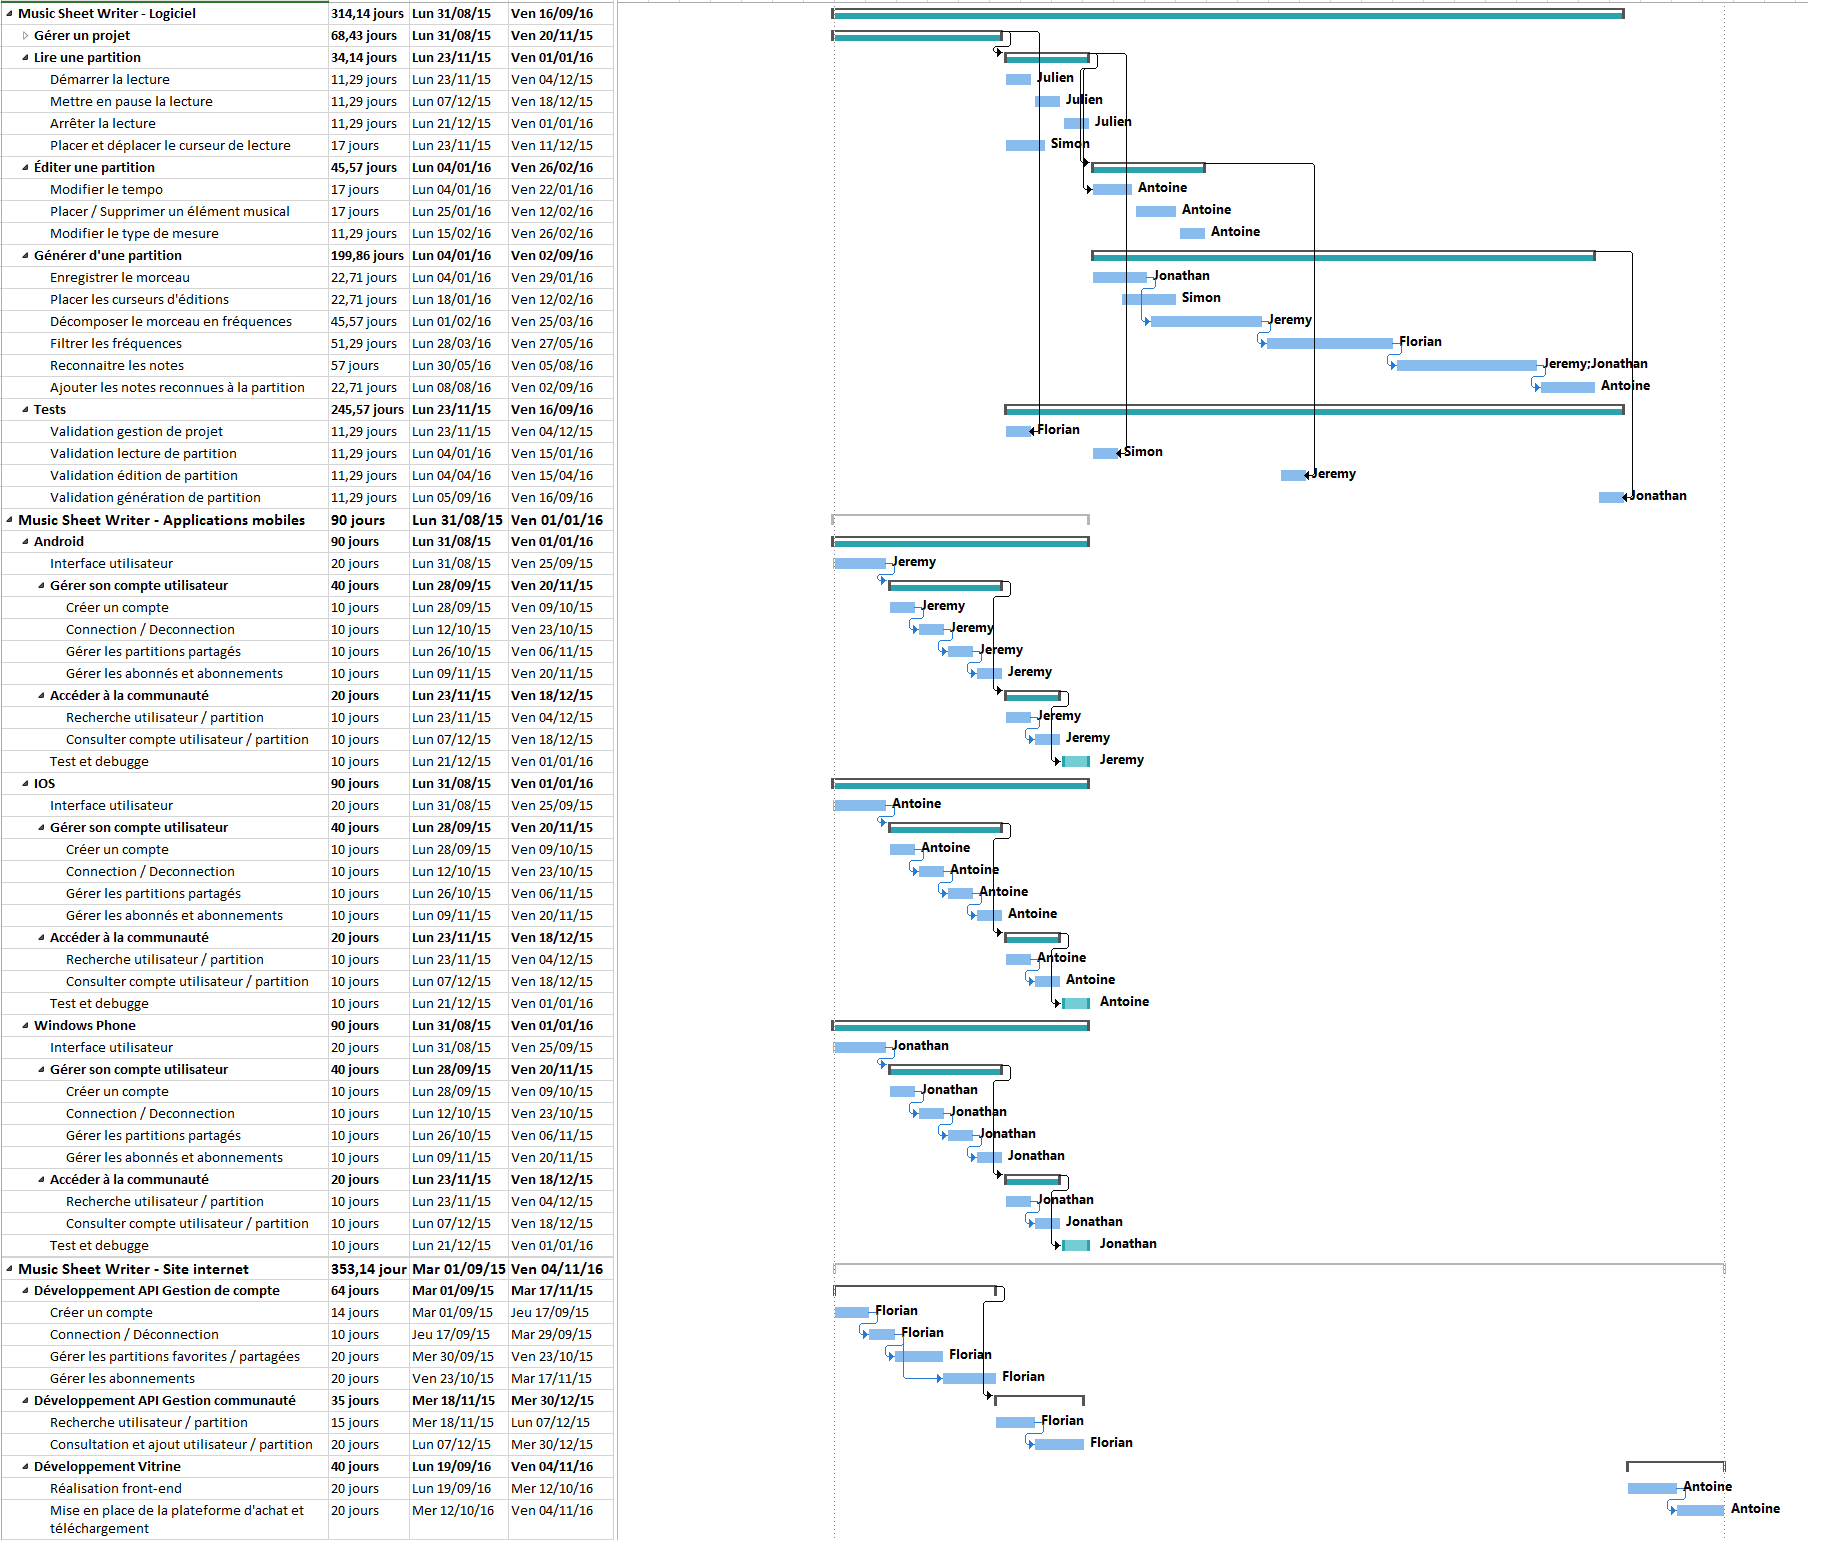 Music Sheet Writer - Logiciel 314,14 jours Lun 31/08/15 Ven 16/09/16
Gérer un projet 68,43 jours Lun 31/08/15 Ven 20/11/15
Lire une partition 34,14 jours Lun 23/11/15 Ven 01/01/16
Démarrer la lecture 11,29 jours Lun 23/11/15 Ven 04/12/15 Julien
Mettre en pause la lecture 11,29 jours Lun 07/12/15 Ven 18/12/15 Julien
Arrêter la lecture 11,29 jours Lun 21/12/15 Ven 01/01/16 Julien
Placer et déplacer le curseur de lecture 17 jours Lun 23/11/15 Ven 11/12/15 Simon
Éditer une partition 45,57 jours Lun 04/01/16 Ven 26/02/16
Modifier le tempo 17 jours Lun 04/01/16 Ven 22/01/16 Antoine
Placer / Supprimer un élément musical 17 jours Lun 25/01/16 Ven 12/02/16 Antoine
Modifier le type de mesure 11,29 jours Lun 15/02/16 Ven 26/02/16 Antoine
Générer d'une partition 199,86 jours Lun 04/01/16 Ven 02/09/16
Enregistrer le morceau 22,71 jours Lun 04/01/16 Ven 29/01/16 Jonathan
Placer les curseurs d'éditions 22,71 jours Lun 18/01/16 Ven 12/02/16 Simon
Décomposer le morceau en fréquences 45,57 jours Lun 01/02/16 Ven 25/03/16 Jeremy
Filtrer les fréquences 51,29 jours Lun 28/03/16 Ven 27/05/16 Florian
Reconnaitre les notes 57 jours Lun 30/05/16 Ven 05/08/16 Jeremy;Jonathan
Ajouter les notes reconnues à la partition 22,71 jours Lun 08/08/16 Ven 02/09/16 Antoine
Tests 245,57 jours Lun 23/11/15 Ven 16/09/16
Validation gestion de projet 11,29 jours Lun 23/11/15 Ven 04/12/15 Florian
Validation lecture de partition 11,29 jours Lun 04/01/16 Ven 15/01/16 Simon
Validation édition de partition 11,29 jours Lun 04/04/16 Ven 15/04/16 Jeremy
Validation génération de partition 11,29 jours Lun 05/09/16 Ven 16/09/16 Jonathan
Music Sheet Writer - Applications mobiles 90 jours Lun 31/08/15 Ven 01/01/16
Android 90 jours Lun 31/08/15 Ven 01/01/16
Interface utilisateur 20 jours Lun 31/08/15 Ven 25/09/15 Jeremy
Gérer son compte utilisateur 40 jours Lun 28/09/15 Ven 20/11/15
Créer un compte 10 jours Lun 28/09/15 Ven 09/10/15 Jeremy
Connection / Deconnection 10 jours Lun 12/10/15 Ven 23/10/15 Jeremy
Gérer les partitions partagés 10 jours Lun 26/10/15 Ven 06/11/15 Jeremy
Gérer les abonnés et abonnements 10 jours Lun 09/11/15 Ven 20/11/15 Jeremy
Accéder à la communauté 20 jours Lun 23/11/15 Ven 18/12/15
Recherche utilisateur / partition 10 jours Lun 23/11/15 Ven 04/12/15 Jeremy
Consulter compte utilisateur / partition 10 jours Lun 07/12/15 Ven 18/12/15 Jeremy
Test et debugge 10 jours Lun 21/12/15 Ven 01/01/16 Jeremy
IOS 90 jours Lun 31/08/15 Ven 01/01/16
Interface utilisateur 20 jours Lun 31/08/15 Ven 25/09/15 Antoine
Gérer son compte utilisateur 40 jours Lun 28/09/15 Ven 20/11/15
Créer un compte 10 jours Lun 28/09/15 Ven 09/10/15 Antoine
Connection / Deconnection 10 jours Lun 12/10/15 Ven 23/10/15 Antoine
Gérer les partitions partagés 10 jours Lun 26/10/15 Ven 06/11/15 Antoine
Gérer les abonnés et abonnements 10 jours Lun 09/11/15 Ven 20/11/15 Antoine
Accéder à la communauté 20 jours Lun 23/11/15 Ven 18/12/15
Recherche utilisateur / partition 10 jours Lun 23/11/15 Ven 04/12/15 Antoine
Consulter compte utilisateur / partition 10 jours Lun 07/12/15 Ven 18/12/15 Antoine
Test et debugge 10 jours Lun 21/12/15 Ven 01/01/16 Antoine
Windows Phone 90 jours Lun 31/08/15 Ven 01/01/16
Interface utilisateur 20 jours Lun 31/08/15 Ven 25/09/15 Jonathan
Gérer son compte utilisateur 40 jours Lun 28/09/15 Ven 20/11/15
Créer un compte 10 jours Lun 28/09/15 Ven 09/10/15 Jonathan
Connection / Deconnection 10 jours Lun 12/10/15 Ven 23/10/15 Jonathan
Gérer les partitions partagés 10 jours Lun 26/10/15 Ven 06/11/15 Jonathan
Gérer les abonnés et abonnements 10 jours Lun 09/11/15 Ven 20/11/15 Jonathan
Accéder à la communauté 20 jours Lun 23/11/15 Ven 18/12/15
Recherche utilisateur / partition 10 jours Lun 23/11/15 Ven 04/12/15 Jonathan
Consulter compte utilisateur / partition 10 jours Lun 07/12/15 Ven 18/12/15 Jonathan
Test et debugge 10 jours Lun 21/12/15 Ven 01/01/16 Jonathan
Music Sheet Writer - Site internet 353,14 jour Mar 01/09/15 Ven 04/11/16
Développement API Gestion de compte 64 jours Mar 01/09/15 Mar 17/11/15
Créer un compte 14 jours Mar 01/09/15 Jeu 17/09/15 Florian
Connection / Déconnection 10 jours Jeu 17/09/15 Mar 29/09/15 Florian
Gérer les partitions favorites / partagées 20 jours Mer 30/09/15 Ven 23/10/15 Florian
Gérer les abonnements 20 jours Ven 23/10/15 Mar 17/11/15 Florian
Développement API Gestion communauté 35 jours Mer 18/11/15 Mer 30/12/15
Recherche utilisateur / partition 15 jours Mer 18/11/15 Lun 07/12/15 Florian
Consultation et ajout utilisateur / partition 20 jours Lun 07/12/15 Mer 30/12/15 Florian
Développement Vitrine 40 jours Lun 19/09/16 Ven 04/11/16
Réalisation front-end 20 jours Lun 19/09/16 Mer 12/10/16 Antoine
Mise en place de la plateforme d'achat et 20 jours Mer 12/10/16 Ven 04/11/16 Antoine
téléchargement